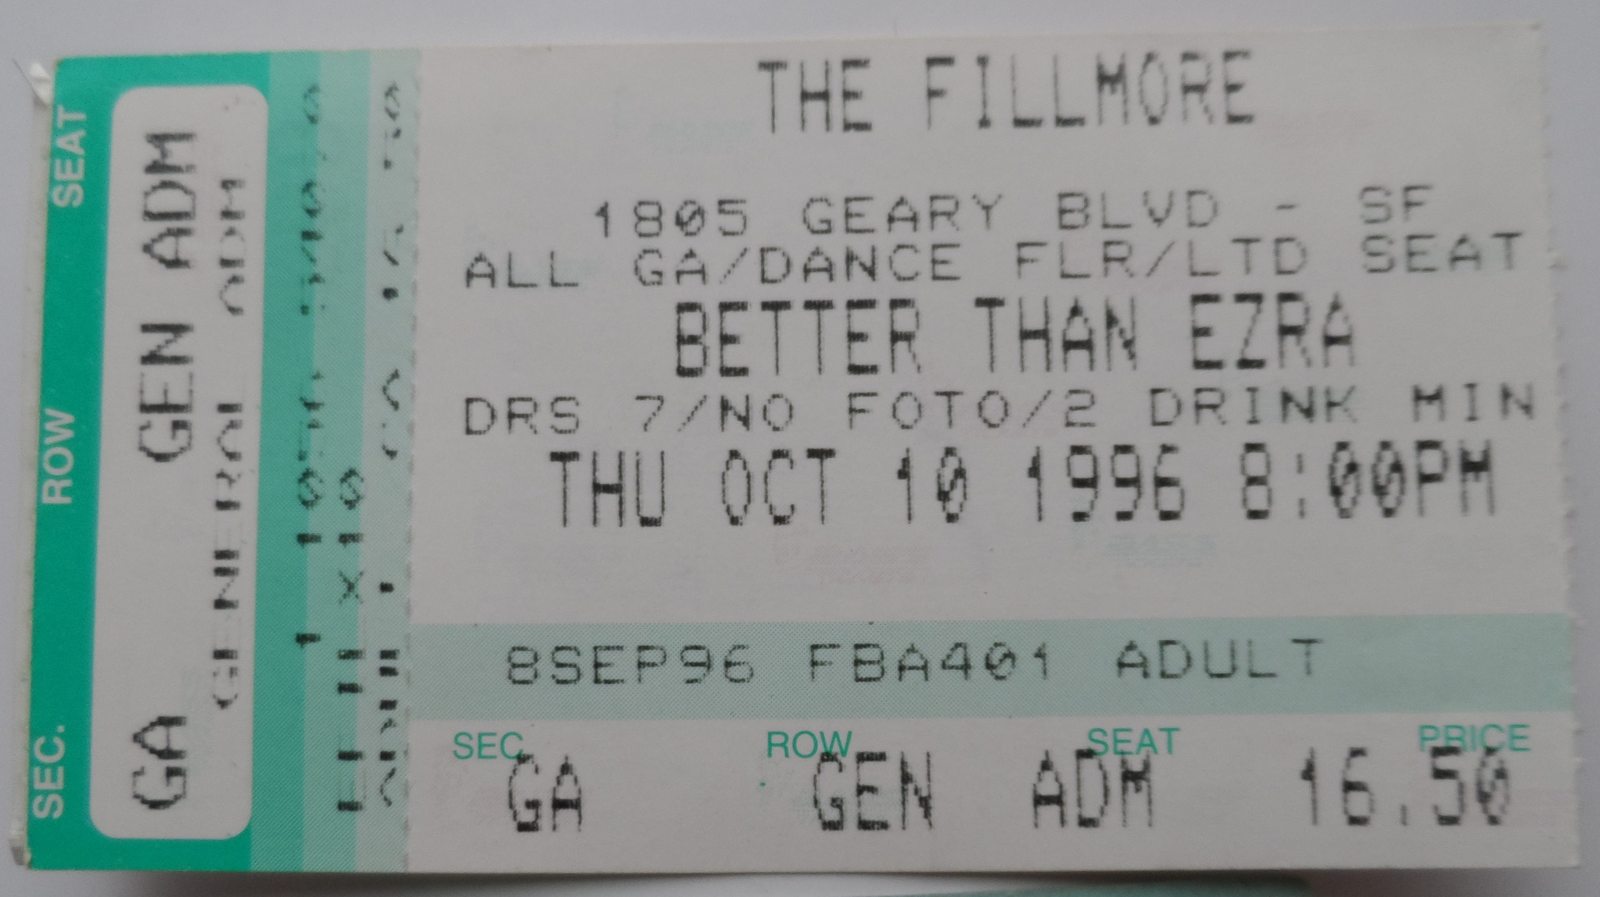 THE FILLMORE
1805 GEARY BLVD - SF
ALL GA/DANCE FLR/LTD SEAT
BETTER THAN EZRA
DRS 7/NO FOTO/2 DRINK MIN
THU OCT 10 1996 8:00PM
8SEP96 FBA401 ADULT
SEC. ROW SEAT PRICE
GA GEN ADM 16.50
SEC. ROW SEAT
GA GEN ADM
GENERAL ADM